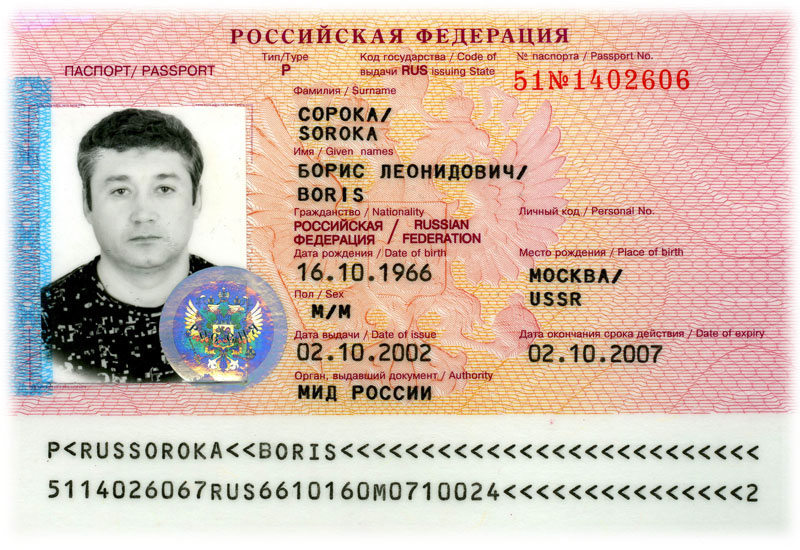 РОССИЙСКАЯ ФЕДЕРАЦИЯ
ПАСПОРТ/ PASSPORT
Тип/Type
P
Код государства / Code of
выдачи RUS issuing State
№ паспорта / Passport No.
51№1402606
Фамилия / Surname
СОРОКА/
SOROKA
Имя / Given names
БОРИС ЛЕОНИДОВИЧ/
BORIS
Гражданство / Nationality
РОССИЙСКАЯ / RUSSIAN
ФЕДЕРАЦИЯ / FEDERATION
Личный код / Personal No.
Дата рождения / Date of birth
16.10.1966
Место рождения / Place of birth
МОСКВА/
USSR
Пол / Sex
М/M
Дата выдачи / Date of issue
02.10.2002
Дата окончания срока действия / Date of expiry
02.10.2007
Орган, выдавший документ / Authority
МИД РОССИИ
P<RUSSOROKA<<BORIS<<<<<<<<<<<<<<<<<<<<<<<<<<
5114026067RUS6610160M0710024<<<<<<<<<<<<<<<2